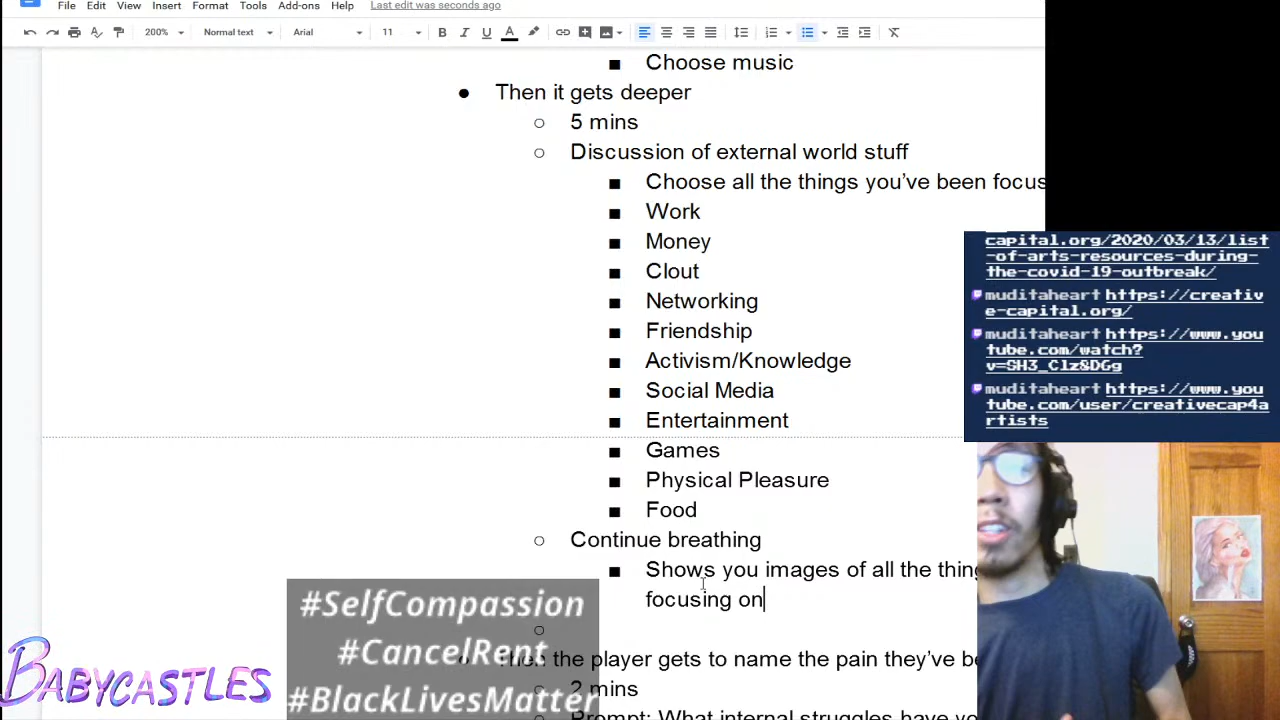 File Edit View Insert Format Tools Add-ons Help Last edit was seconds ago
200% Normal text Arial 11 B I U A
■ Choose music
● Then it gets deeper
○ 5 mins
○ Discussion of external world stuff
■ Choose all the things you've been focus
■ Work
■ Money
■ Clout
■ Networking
■ Friendship
■ Activism/Knowledge
■ Social Media
■ Entertainment
■ Games
■ Physical Pleasure
■ Food
○ Continue breathing
■ Shows you images of all the thing
focusing on
○
the player gets to name the pain they've be
2 mins
Prompt: What internal struggles have yo
capital.org/2020/03/13/list
-of-arts-resources-during-
the-covid-19-outbreak/
muditaheart https://creativ
e-capital.org/
muditaheart https://www.you
tube.com/watch?
v=SH3_Clz&DGg
muditaheart https://www.you
tube.com/user/creativecap4a
rtists
#SelfCompassion
#CancelRent
#BlackLivesMatter
BABYCASTLES